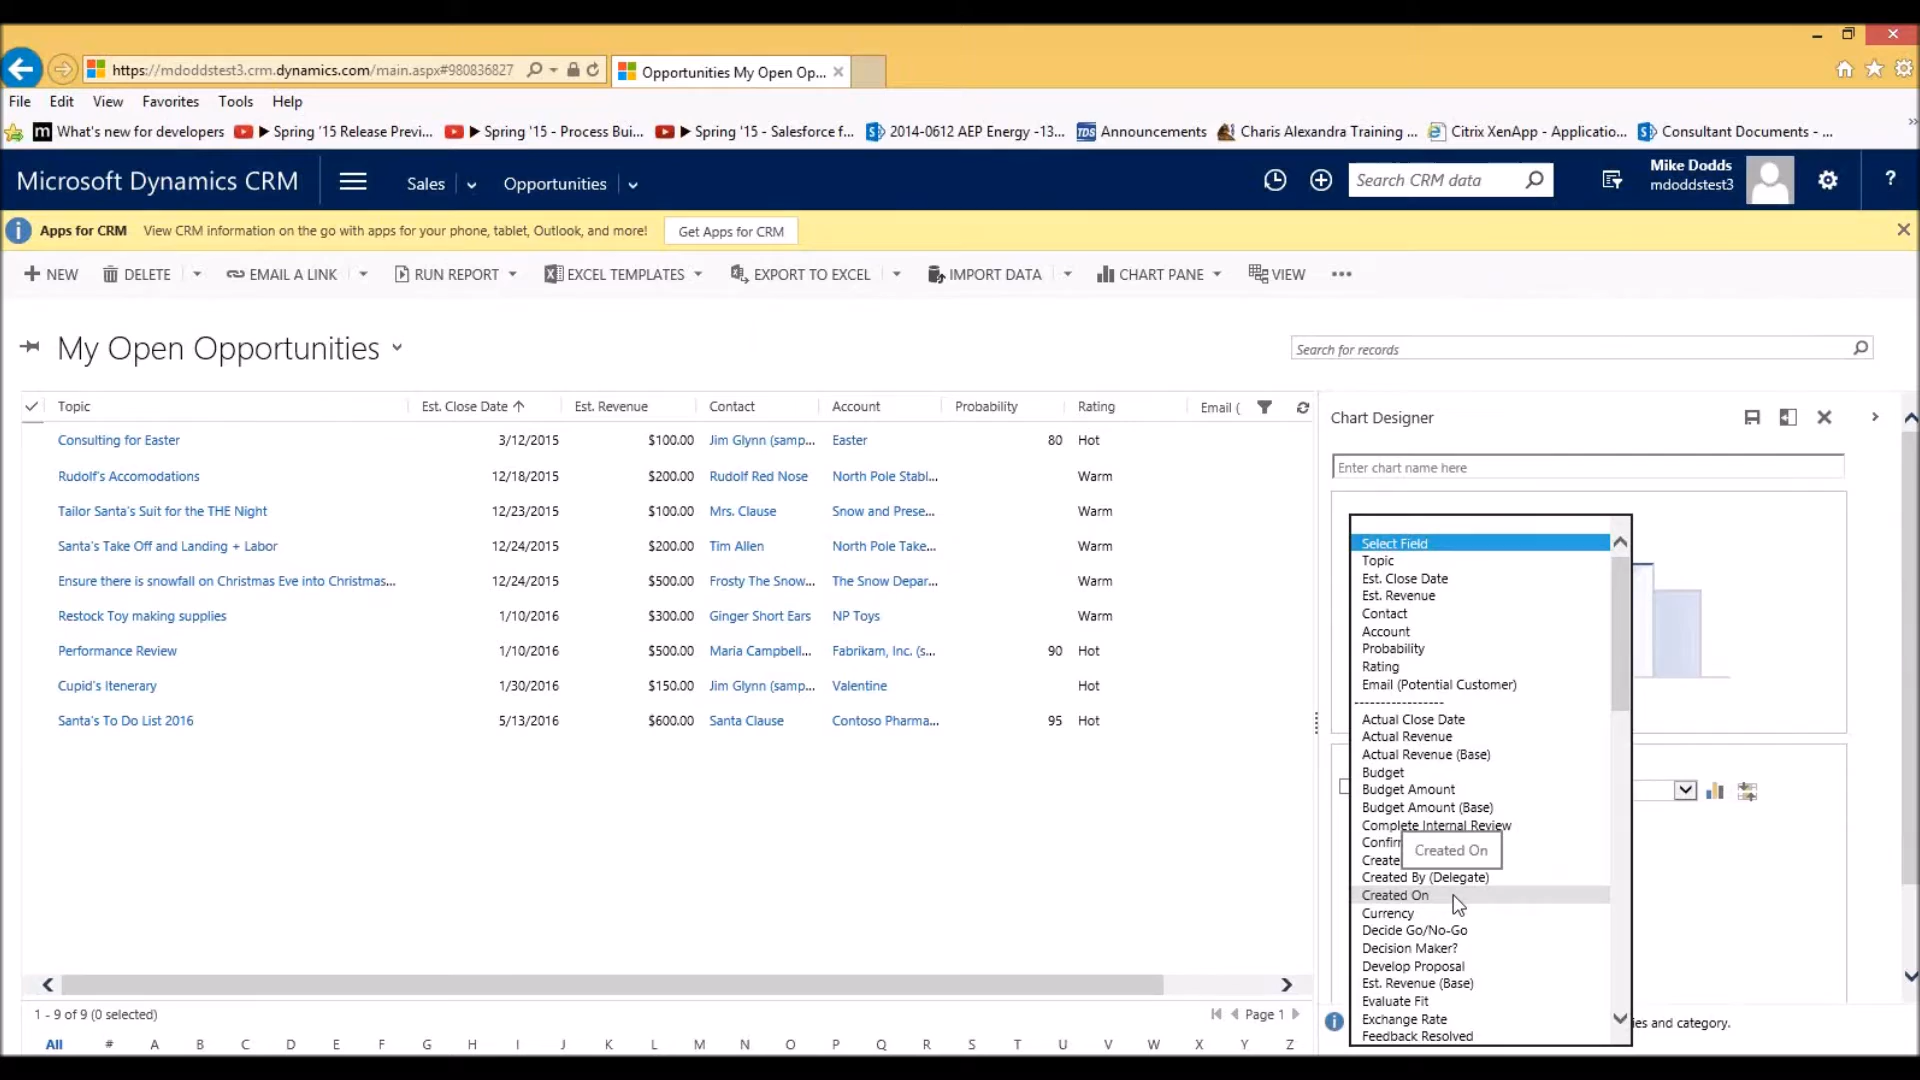 https://mdoddstest3.crm.dynamics.com/main.aspx#980836827
Opportunities My Open Op...
File Edit View Favorites Tools Help
What's new for developers Spring '15 Release Previ... Spring '15 - Process Bui... Spring '15 - Salesforce f... 2014-0612 AEP Energy -13... TDS Announcements Charis Alexandra Training ... Citrix XenApp - Applicatio... Consultant Documents - ...
Microsoft Dynamics CRM Sales Opportunities Search CRM data Mike Dodds
mdoddstest3
?
Apps for CRM View CRM information on the go with apps for your phone, tablet, Outlook, and more! Get Apps for CRM
NEW DELETE EMAIL A LINK RUN REPORT EXCEL TEMPLATES EXPORT TO EXCEL IMPORT DATA CHART PANE VIEW ...
My Open Opportunities
Search for records
Topic Est. Close Date Est. Revenue Contact Account Probability Rating Email (
Consulting for Easter 3/12/2015 $100.00 Jim Glynn (samp... Easter 80 Hot
Rudolf's Accomodations 12/18/2015 $200.00 Rudolf Red Nose North Pole Stabl... Warm
Tailor Santa's Suit for the THE Night 12/23/2015 $100.00 Mrs. Clause Snow and Prese... Warm
Santa's Take Off and Landing + Labor 12/24/2015 $200.00 Tim Allen North Pole Take... Warm
Ensure there is snowfall on Christmas Eve into Christmas... 12/24/2015 $500.00 Frosty The Snow... The Snow Depar... Warm
Restock Toy making supplies 1/10/2016 $300.00 Ginger Short Ears NP Toys Warm
Performance Review 1/10/2016 $500.00 Maria Campbell... Fabrikam, Inc. (s... 90 Hot
Cupid's Itenerary 1/30/2016 $150.00 Jim Glynn (samp... Valentine Hot
Santa's To Do List 2016 5/13/2016 $600.00 Santa Clause Contoso Pharma... 95 Hot
1 - 9 of 9 (0 selected) Page 1
All # A B C D E F G H I J K L M N O P Q R S T U V W X Y Z
Chart Designer
Enter chart name here
Select Field
Topic
Est. Close Date
Est. Revenue
Contact
Account
Probability
Rating
Email (Potential Customer)
------------------
Actual Close Date
Actual Revenue
Actual Revenue (Base)
Budget
Budget Amount
Budget Amount (Base)
Complete Internal Review
Confir
Create
Created On
Created By (Delegate)
Created On
Currency
Decide Go/No-Go
Decision Maker?
Develop Proposal
Est. Revenue (Base)
Evaluate Fit
Exchange Rate
Feedback Resolved
ies and category.